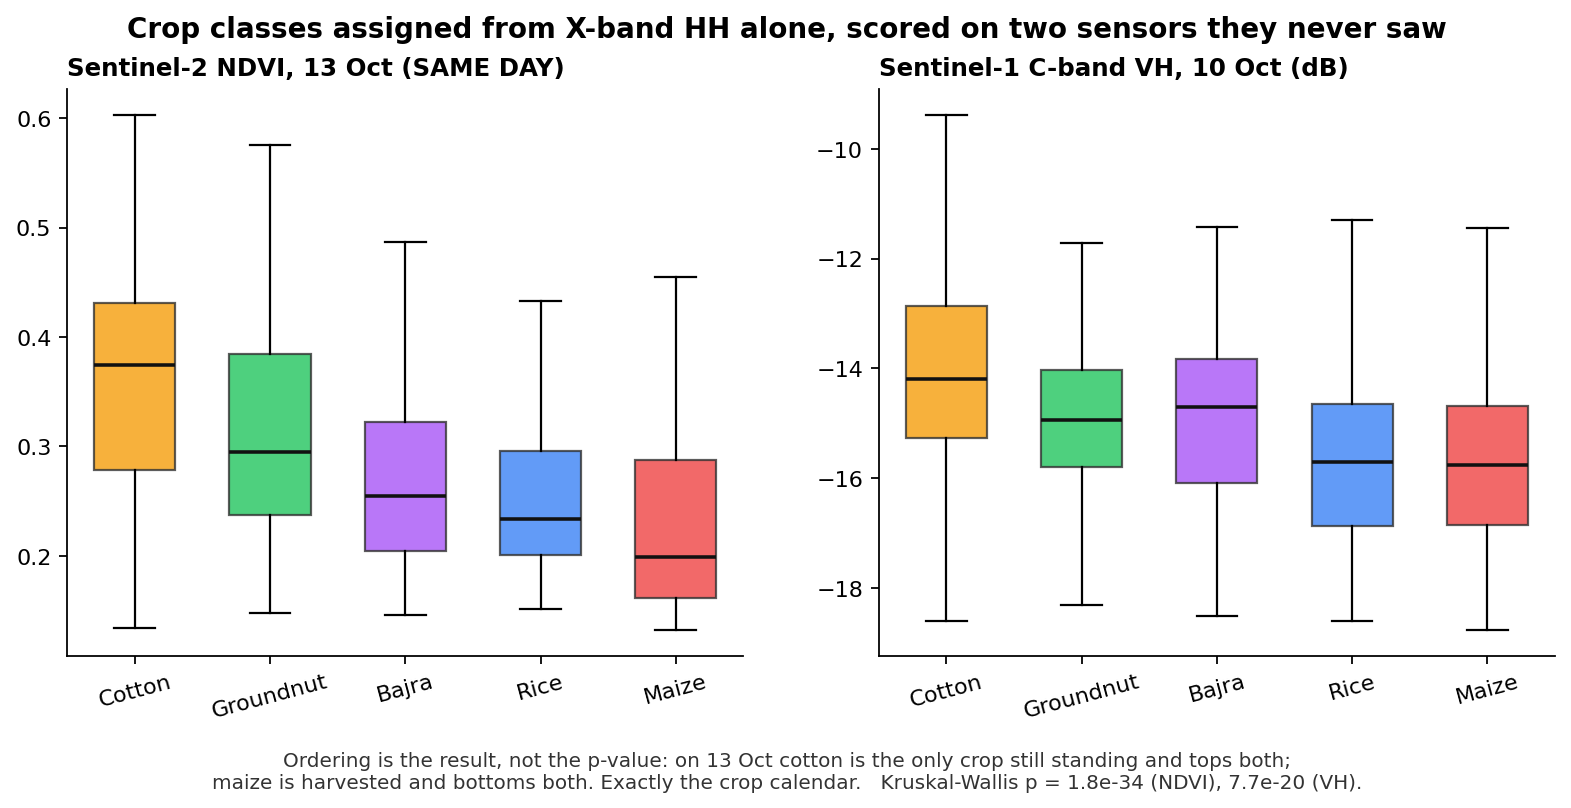 Crop classes assigned from X-band HH alone, scored on two sensors they never saw
Sentinel-2 NDVI, 13 Oct (SAME DAY)
0.6
0.5
0.4
0.3
0.2
Cotton
Groundnut
Bajra
Rice
Maize
Sentinel-1 C-band VH, 10 Oct (dB)
−10
−12
−14
−16
−18
Cotton
Groundnut
Bajra
Rice
Maize
Ordering is the result, not the p-value: on 13 Oct cotton is the only crop still standing and tops both;
maize is harvested and bottoms both. Exactly the crop calendar.   Kruskal-Wallis p = 1.8e-34 (NDVI), 7.7e-20 (VH).